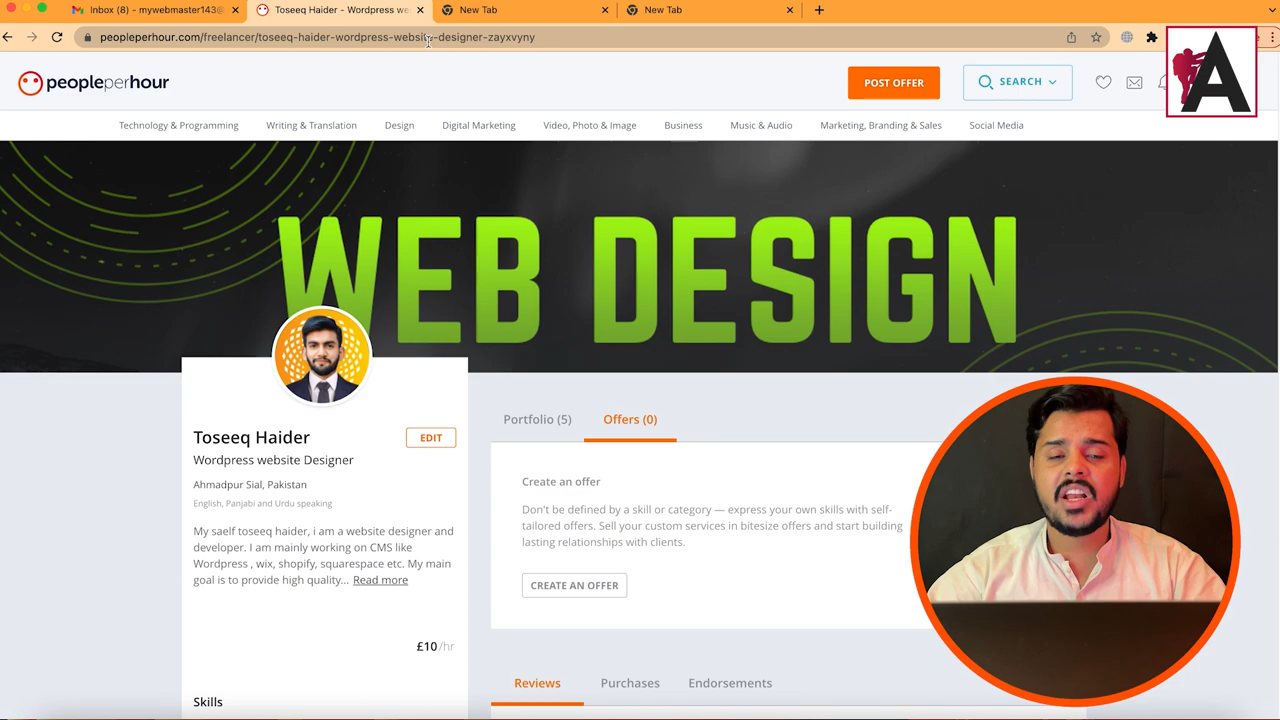 Inbox (8) - mywebmaster143@
Toseeq Haider - Wordpress we
New Tab
New Tab
peopleperhour.com/freelancer/toseeq-haider-wordpress-website-designer-zayxvyny
peopleperhour
POST OFFER
SEARCH
A
Technology & Programming
Writing & Translation
Design
Digital Marketing
Video, Photo & Image
Business
Music & Audio
Marketing, Branding & Sales
Social Media
WEB DESIGN
Toseeq Haider
EDIT
Wordpress website Designer
Ahmadpur Sial, Pakistan
English, Panjabi and Urdu speaking
My saelf toseeq haider, i am a website designer and
developer. I am mainly working on CMS like
Wordpress , wix, shopify, squarespace etc. My main
goal is to provide high quality... Read more
£10 /hr
Skills
Portfolio (5)
Offers (0)
Create an offer
Don't be defined by a skill or category — express your own skills with self-
tailored offers. Sell your custom services in bitesize offers and start building
lasting relationships with clients.
CREATE AN OFFER
Reviews
Purchases
Endorsements